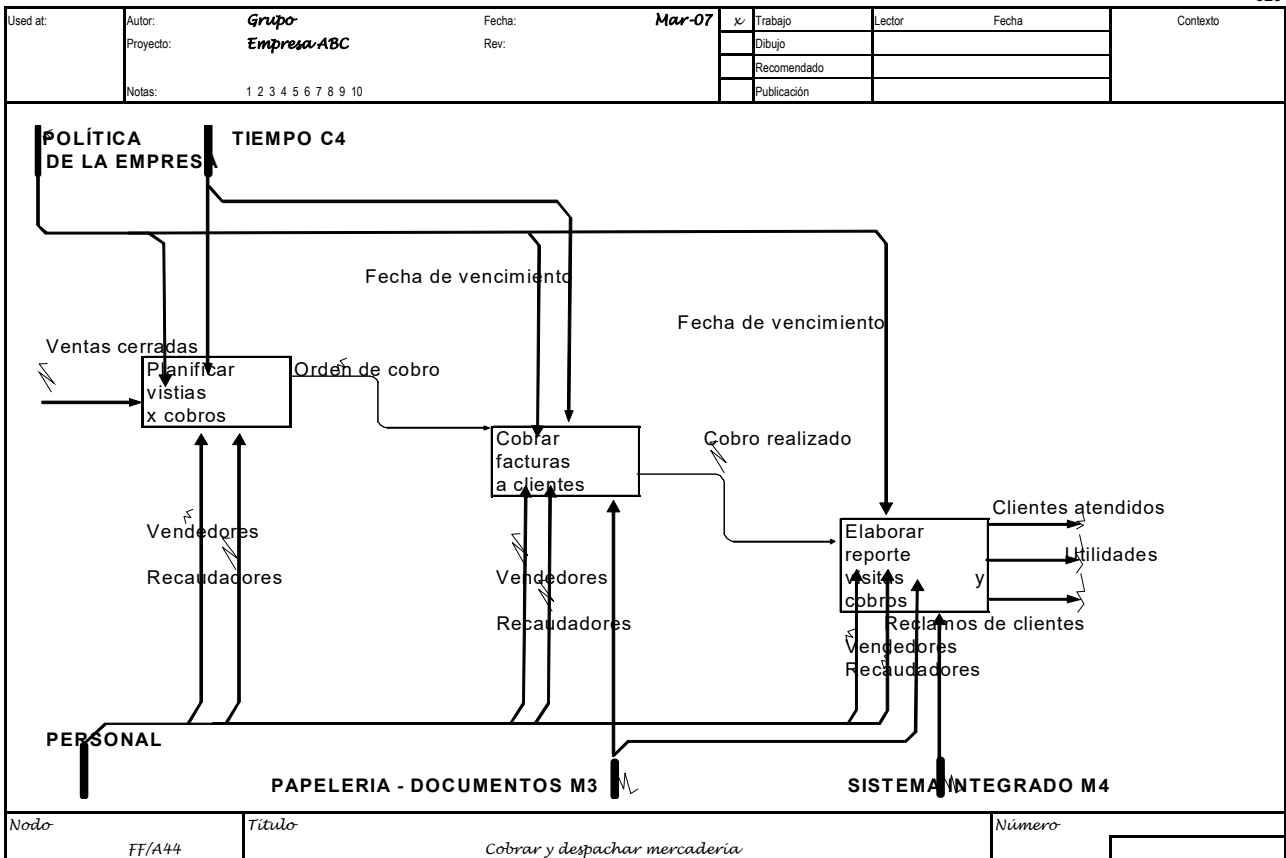 Used at:
Autor: Grupo Fecha: Mar-07 x Trabajo Lector Fecha Contexto
Proyecto: Empresa ABC Rev: Dibujo
Recomendado
Notas: 1 2 3 4 5 6 7 8 9 10 Publicación
POLÍTICA
DE LA EMPRESA
TIEMPO C4
Fecha de vencimiento
Fecha de vencimiento
Ventas cerradas
Planificar
vistias
x cobros
Orden de cobro
Cobrar
facturas
a clientes
Cobro realizado
Elaborar
reporte
visitas y
cobros
Clientes atendidos
Utilidades
Reclamos de clientes
Vendedores
Recaudadores
Vendedores
Recaudadores
Vendedores
Recaudadores
PERSONAL
PAPELERIA - DOCUMENTOS M3
SISTEMA INTEGRADO M4
Nodo Título Número
FF/A44 Cobrar y despachar mercadería